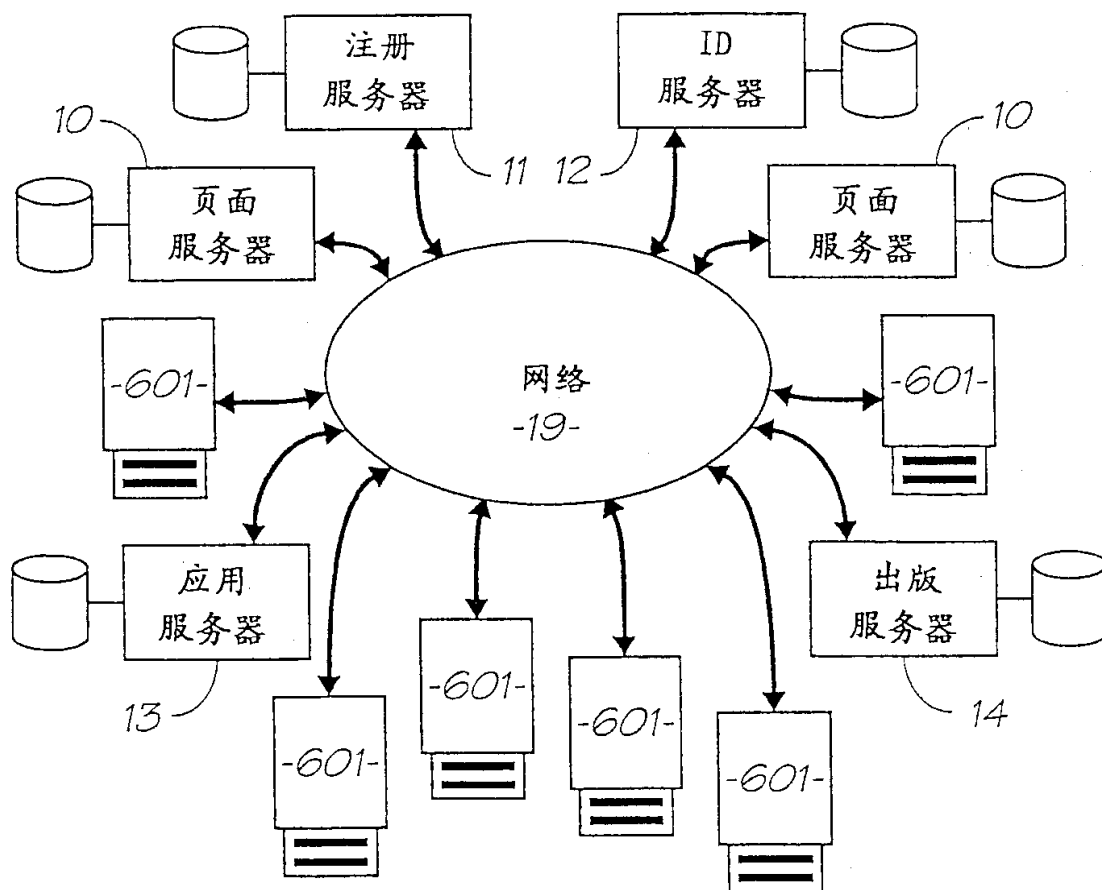 注册
服务器
ID
服务器
10
11
12
10
页面
服务器
页面
服务器
-601-
网络
-19-
-601-
应用
服务器
出版
服务器
13
-601-
-601-
-601-
-601-
14